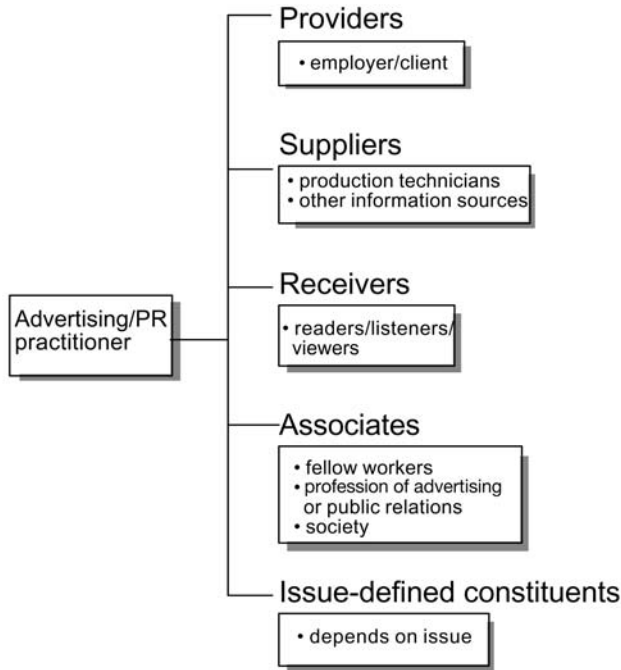 Providers
• employer/client
Suppliers
• production technicians
• other information sources
Advertising/PR
practitioner
Receivers
• readers/listeners/
viewers
Associates
• fellow workers
• profession of advertising
or public relations
• society
Issue-defined constituents
• depends on issue